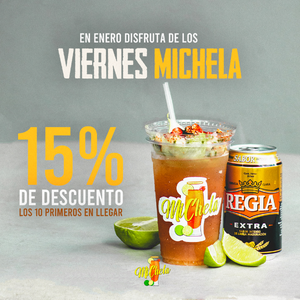 EN ENERO DISFRUTA DE LOS
VIERNES MICHELA
15%
DE DESCUENTO
LOS 10 PRIMEROS EN LLEGAR
MiChela
REGIA
EXTRA
MiChela